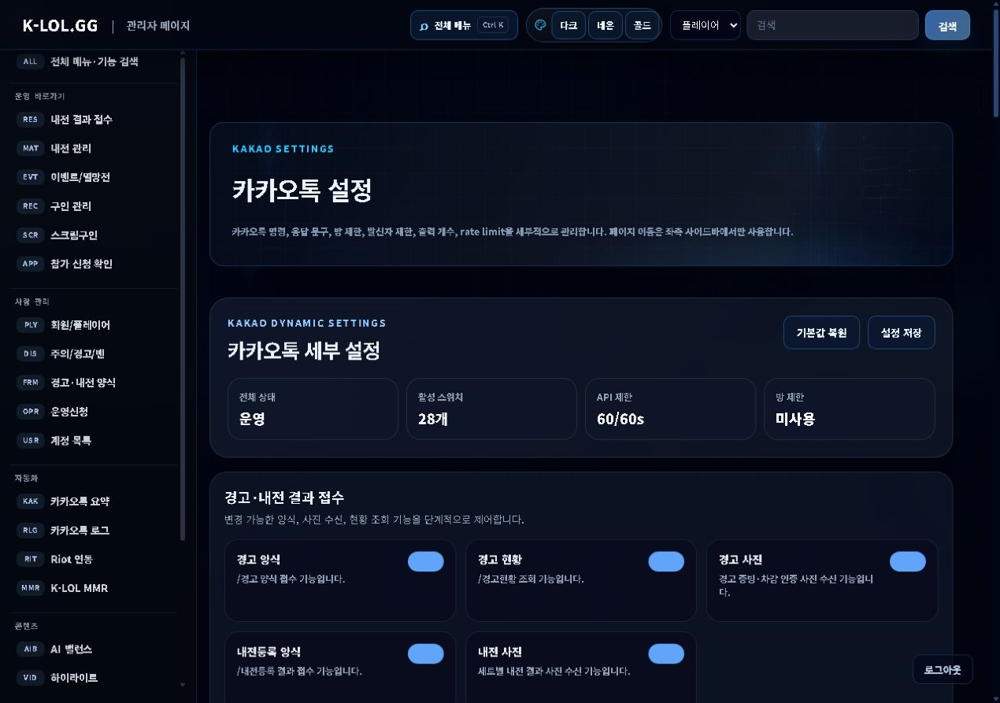 K-LOL.GG
관리자 페이지
전체 메뉴
Ctrl K
다크
네온
골드
플레이어
검색
검색
ALL 전체 메뉴·기능 검색
운영 바로가기
RES 내전 결과 접수
MAT 내전 관리
EVT 이벤트/멸망전
REC 구인 관리
SCR 스크림구인
APP 참가 신청 확인
사람 관리
PLY 회원/플레이어
DIS 주의/경고/벤
FRM 경고·내전 양식
OPR 운영신청
USR 계정 목록
자동화
KAK 카카오톡 요약
RLG 카카오톡 로그
RIT Riot 연동
MMR K-LOL MMR
콘텐츠
AIB AI 밸런스
VID 하이라이트
KAKAO SETTINGS
카카오톡 설정
카카오톡 명령, 응답 문구, 방 제한, 발신자 제한, 출력 개수, rate limit을 세부적으로 관리합니다. 페이지 이동은 좌측 사이드바에서만 사용합니다.
KAKAO DYNAMIC SETTINGS
카카오톡 세부 설정
기본값 복원
설정 저장
전체 상태
운영
활성 스위치
28개
API 제한
60/60s
방 제한
미사용
경고·내전 결과 접수
변경 가능한 양식, 사진 수신, 현황 조회 기능을 단계적으로 제어합니다.
경고 양식
/경고 양식 접수 기능입니다.
경고 현황
/경고현황 조회 기능입니다.
경고 사진
경고 증빙·차감 인증 사진 수신 기능입니
다.
내전등록 양식
/내전등록 결과 접수 기능입니다.
내전 사진
세트별 내전 결과 사진 수신 기능입니다.
로그아웃